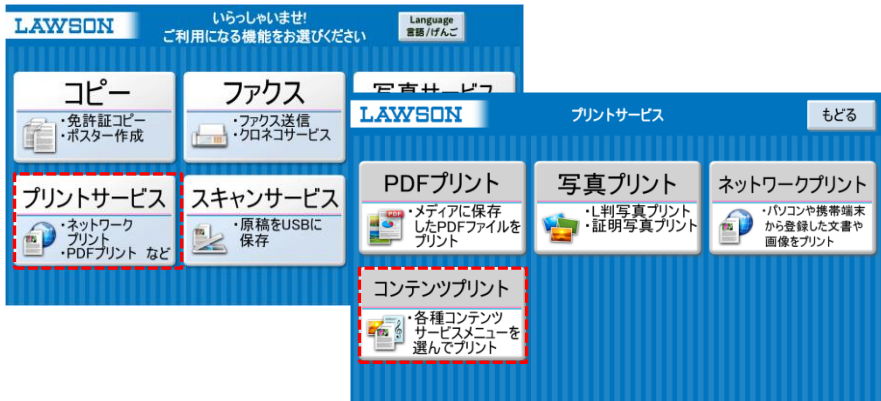 LAWSON
いらっしゃいませ!
ご利用になる機能をお選びください
Language
言語/げんご
コピー
・免許証コピー
・ポスター作成
ファクス
・ファクス送信
・クロネコサービス
写真サービス
プリントサービス
・ネットワーク
プリント
・PDFプリント など
スキャンサービス
・原稿をUSBに
保存
LAWSON
プリントサービス
もどる
PDFプリント
・メディアに保存
したPDFファイルを
プリント
写真プリント
・L判写真プリント
・証明写真プリント
ネットワークプリント
・パソコンや携帯端末
から登録した文書や
画像をプリント
コンテンツプリント
・各種コンテンツ
サービスメニューを
選んでプリント